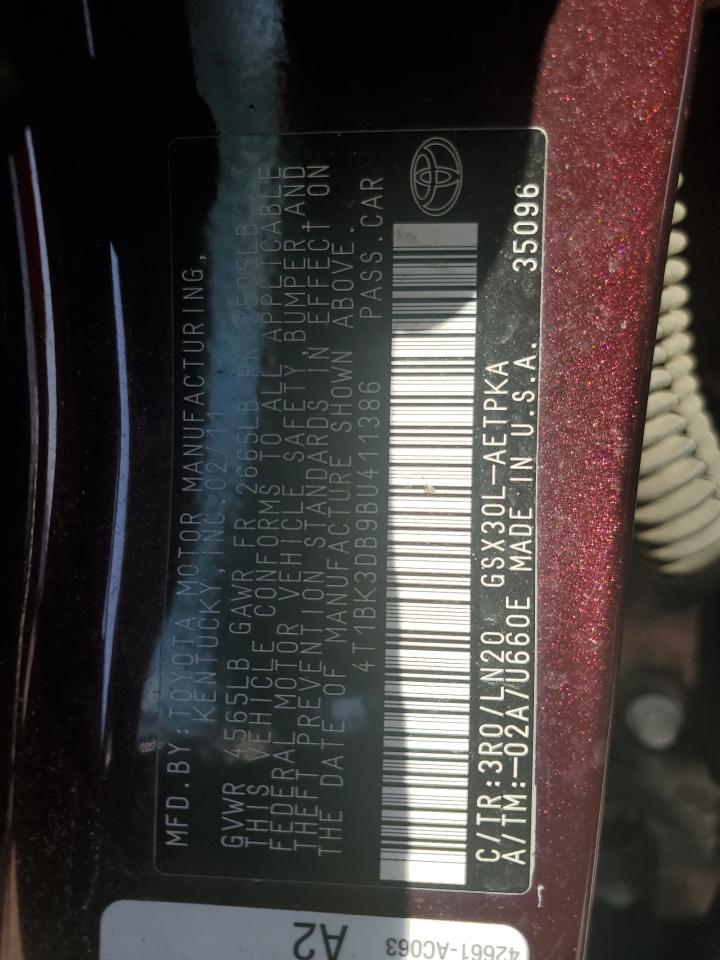 MFD.BY:TOYOTA MOTOR MANUFACTURING,
KENTUCKY, INC 02/11
GVWR 4565LB GAWR FR 2665LB RR 2505LB
THIS VEHICLE CONFORMS TO ALL APPLICABLE
FEDERAL MOTOR VEHICLE SAFETY, BUMPER, AND
THEFT PREVENTION STANDARDS IN EFFECT ON
THE DATE OF MANUFACTURE SHOWN ABOVE.
4T1BK3DB9BU411386 PASS.CAR
C/TR:3R0/LN20 GSX30L-AETPKA
A/TM:-02A/U660E MADE IN U.S.A. 35096
A2
42661-AC063